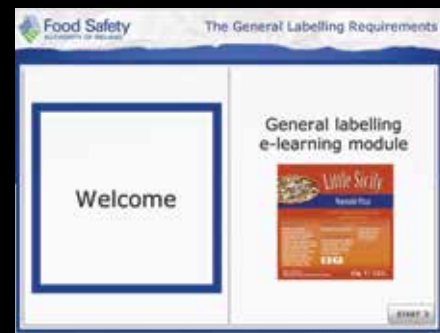 Food Safety
AUTHORITY OF IRELAND
The General Labelling Requirements
Welcome
General labelling
e-learning module
Little Sicily
START >